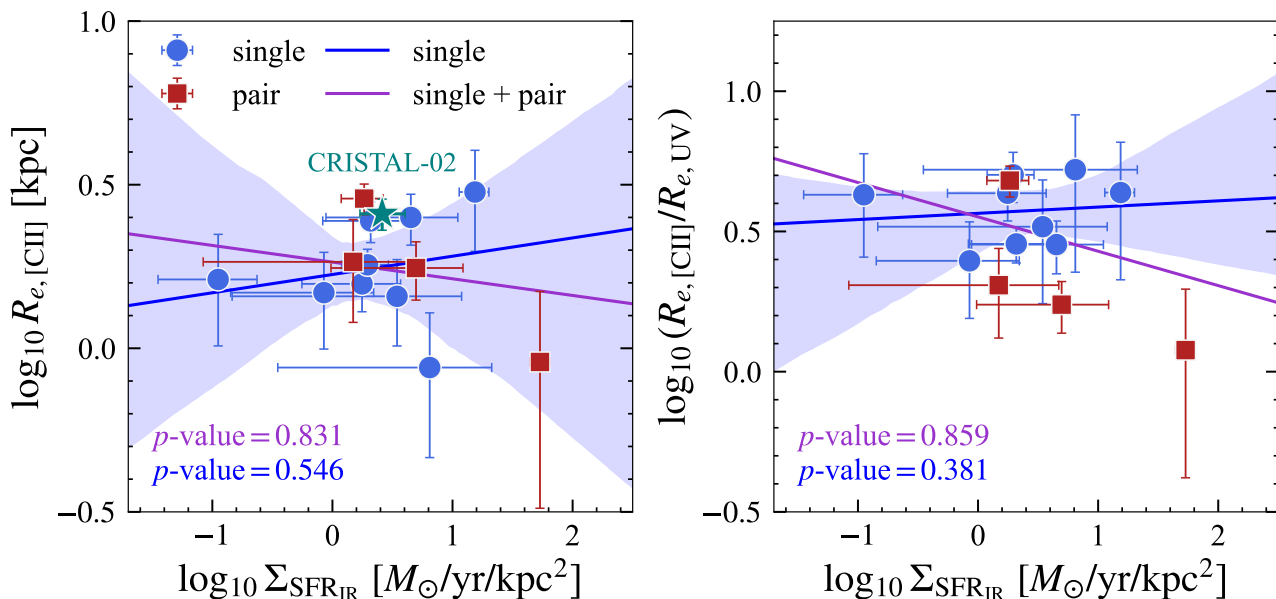 1.0
0.5
0.0
−0.5
log₁₀ Rₑ,[CII] [kpc]
single
single
pair
single + pair
CRISTAL-02
p-value = 0.831
p-value = 0.546
−1
0
1
2
log₁₀ Σ_SFR_IR [M⊙/yr/kpc²]
1.0
0.5
0.0
−0.5
log₁₀(Rₑ,[CII]/Rₑ,UV)
p-value = 0.859
p-value = 0.381
−1
0
1
2
log₁₀ Σ_SFR_IR [M⊙/yr/kpc²]